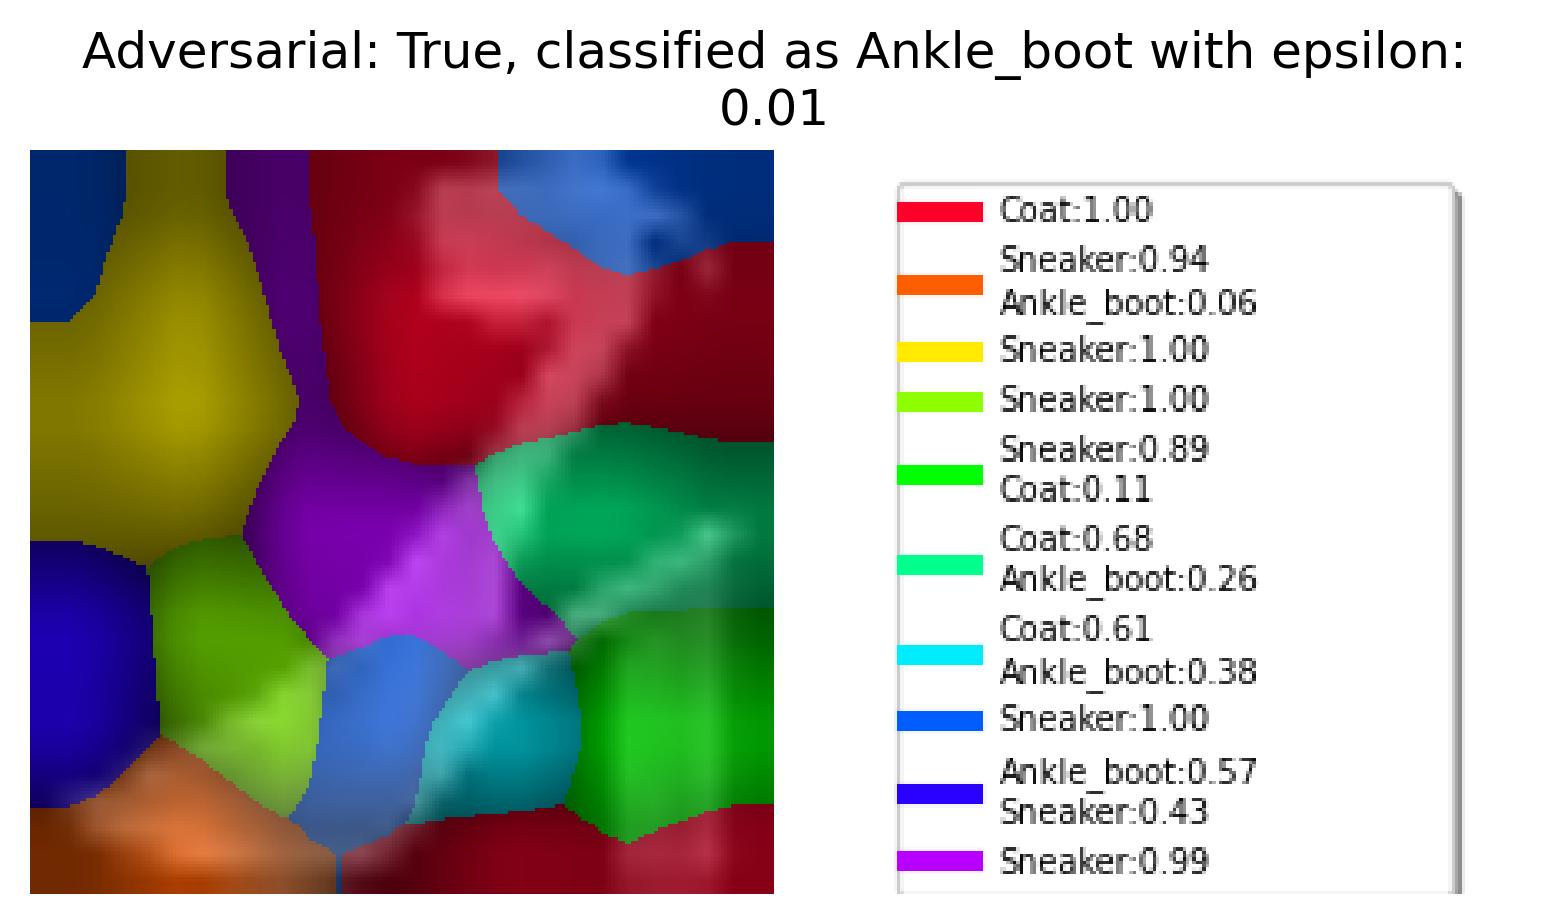 Adversarial: True, classified as Ankle_boot with epsilon:
0.01
Coat:1.00
Sneaker:0.94
Ankle_boot:0.06
Sneaker:1.00
Sneaker:1.00
Sneaker:0.89
Coat:0.11
Coat:0.68
Ankle_boot:0.26
Coat:0.61
Ankle_boot:0.38
Sneaker:1.00
Ankle_boot:0.57
Sneaker:0.43
Sneaker:0.99